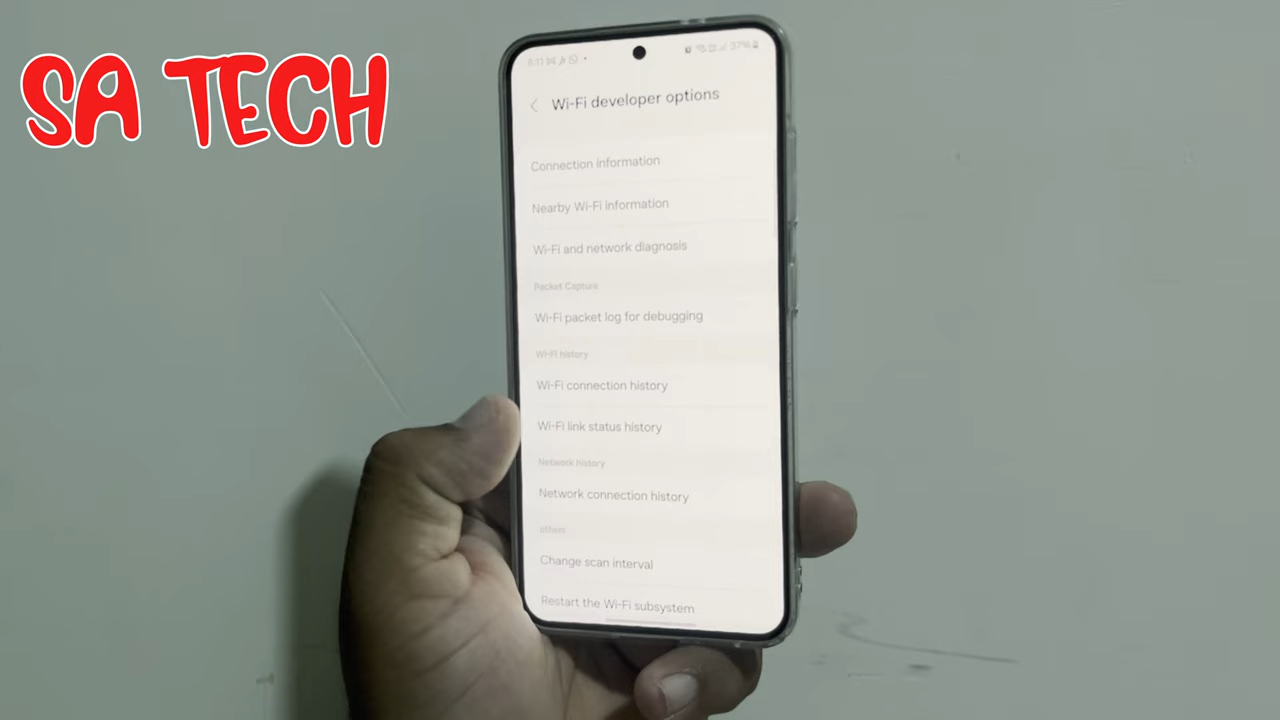 SA TECH
37%
Wi-Fi developer options
Connection information
Nearby Wi-Fi information
Wi-Fi and network diagnosis
Packet Capture
Wi-Fi packet log for debugging
Wi-Fi history
Wi-Fi connection history
Wi-Fi link status history
Network history
Network connection history
others
Change scan interval
Restart the Wi-Fi subsystem